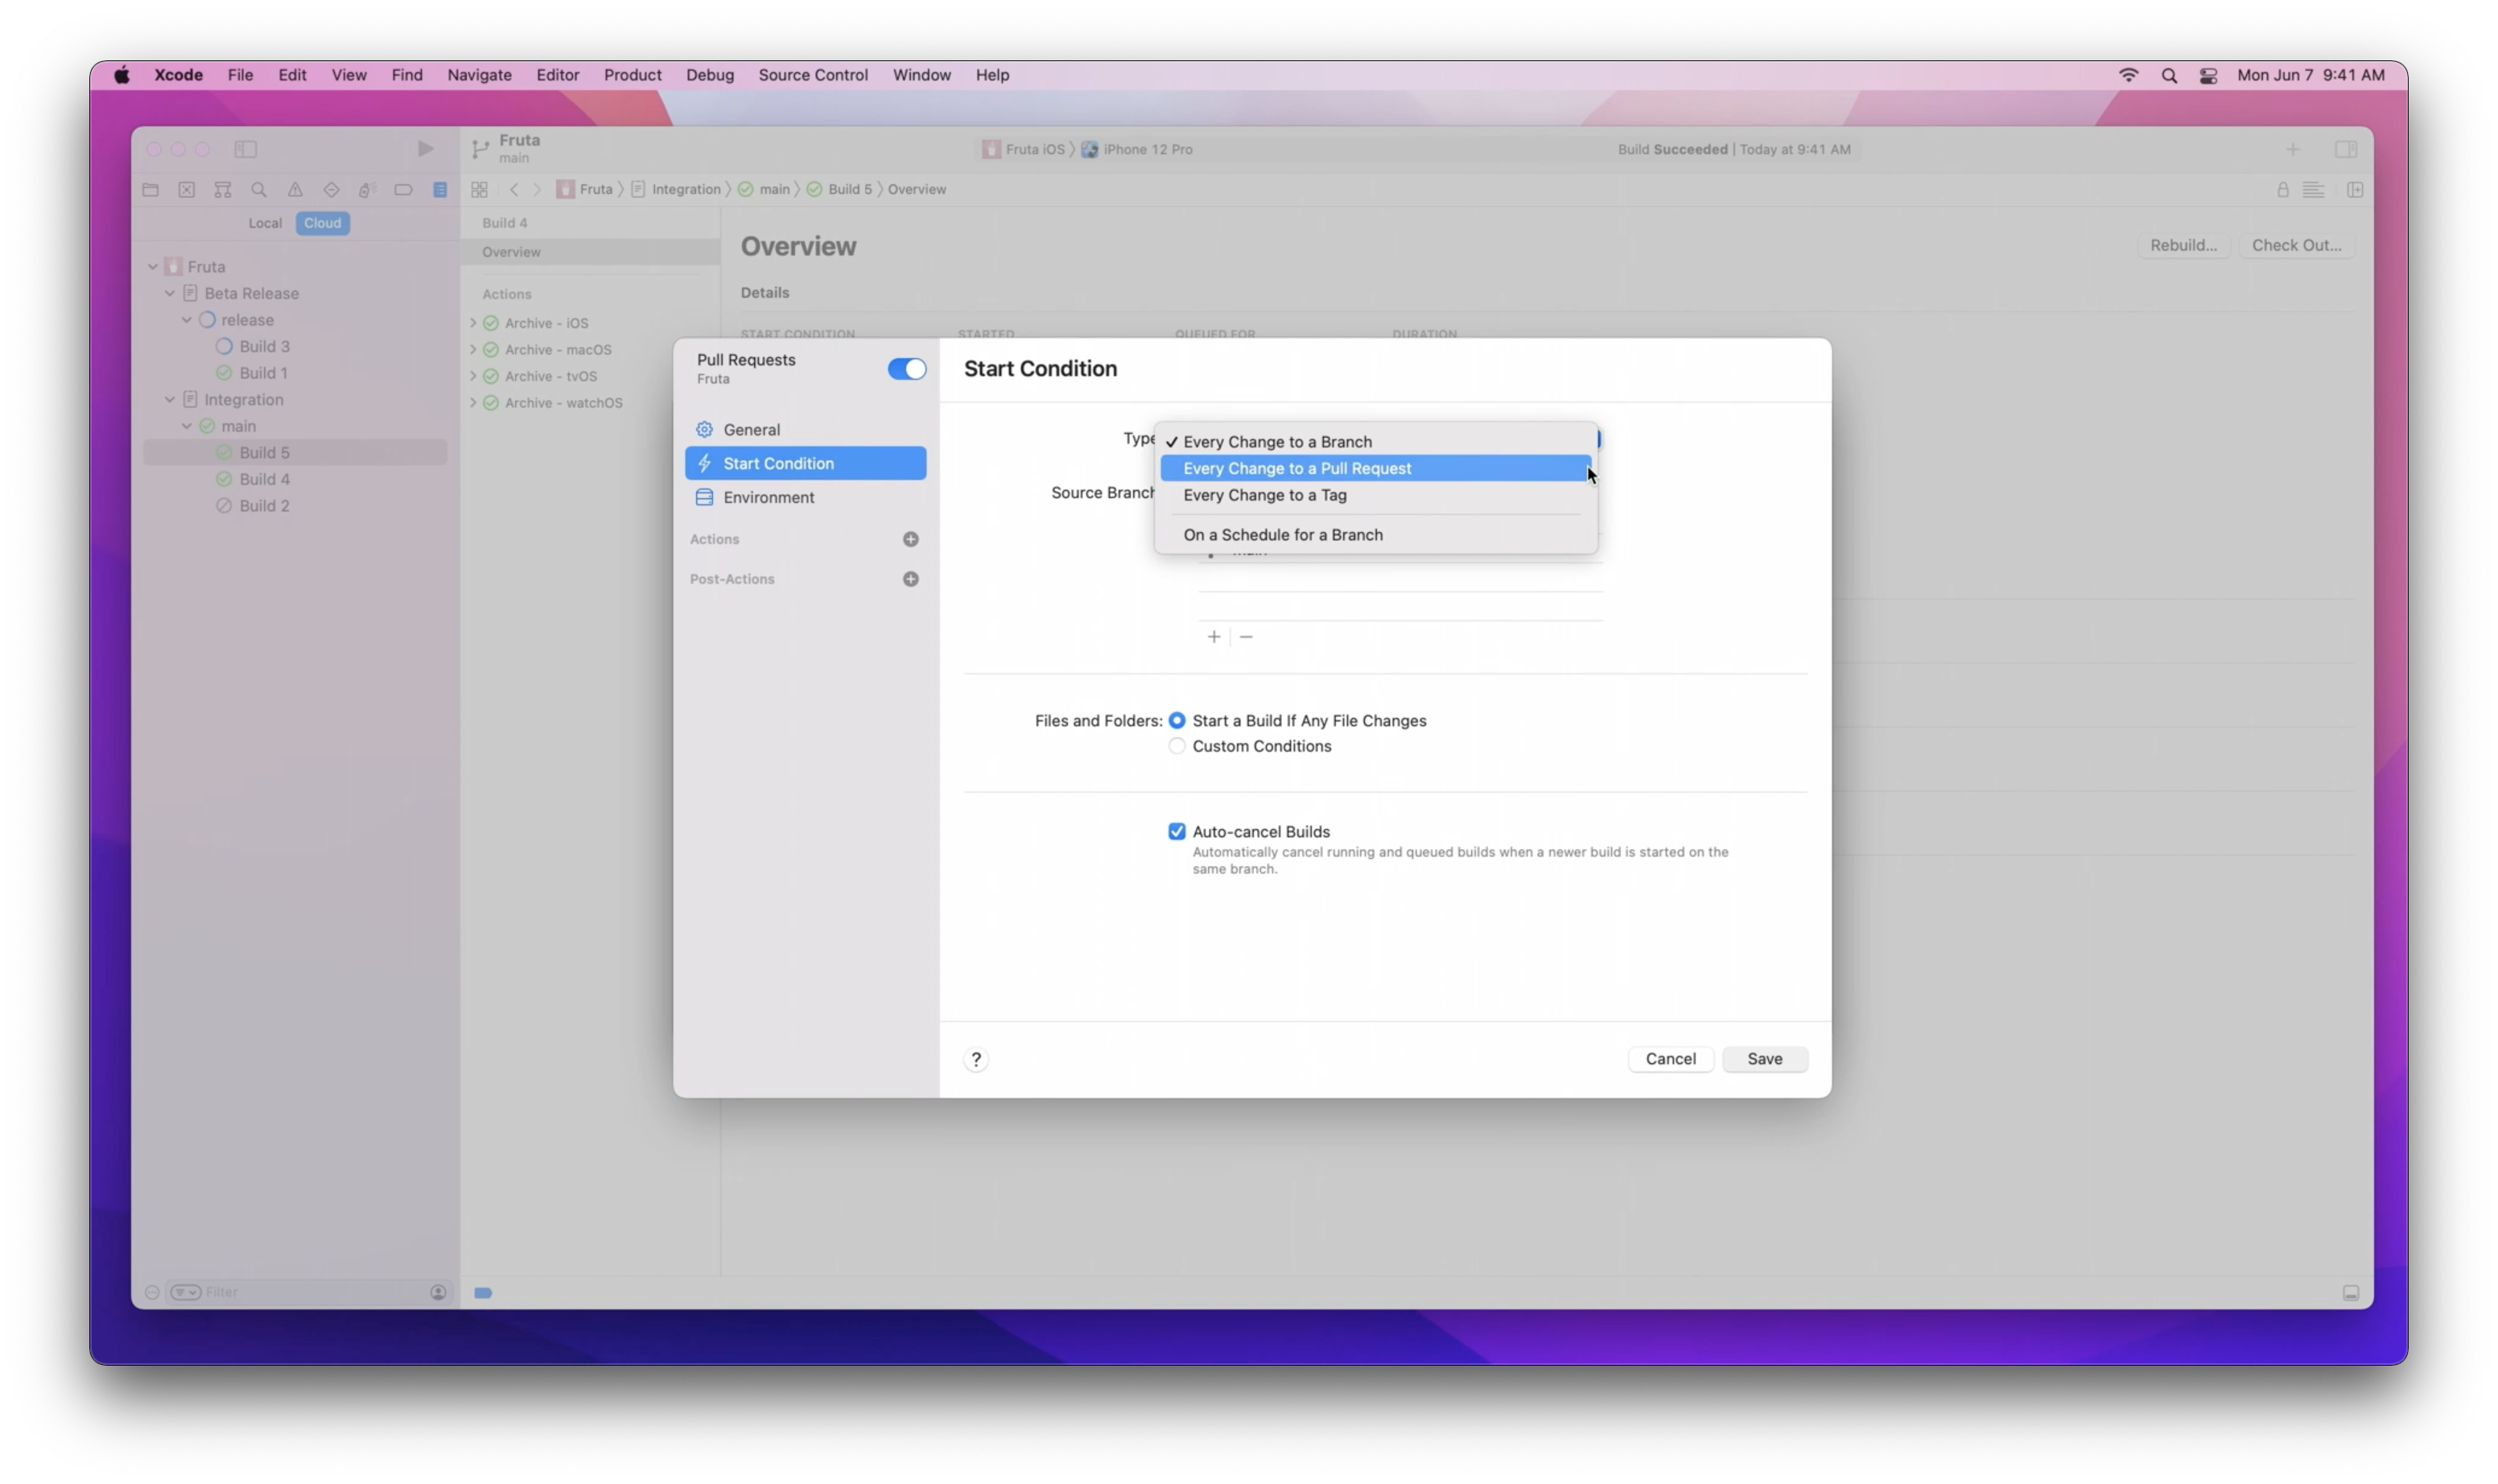 Xcode File Edit View Find Navigate Editor Product Debug Source Control Window Help
Mon Jun 7 9:41 AM
Fruta
main
Fruta iOS 〉 iPhone 12 Pro
Build Succeeded | Today at 9:41 AM
Fruta 〉 Integration 〉 main 〉 Build 5 〉 Overview
Local Cloud
Fruta
Beta Release
release
Build 3
Build 1
Integration
main
Build 5
Build 4
Build 2
Filter
Build 4
Overview
Actions
Archive - iOS
Archive - macOS
Archive - tvOS
Archive - watchOS
Overview
Rebuild... Check Out...
Details
START CONDITION STARTED QUEUED FOR DURATION
Pull Requests
Fruta
General
Start Condition
Environment
Actions
Post-Actions
Start Condition
Type
✓ Every Change to a Branch
Every Change to a Pull Request
Source Branch
Every Change to a Tag
On a Schedule for a Branch
Files and Folders: Start a Build If Any File Changes
Custom Conditions
Auto-cancel Builds
Automatically cancel running and queued builds when a newer build is started on the
same branch.
?
Cancel Save